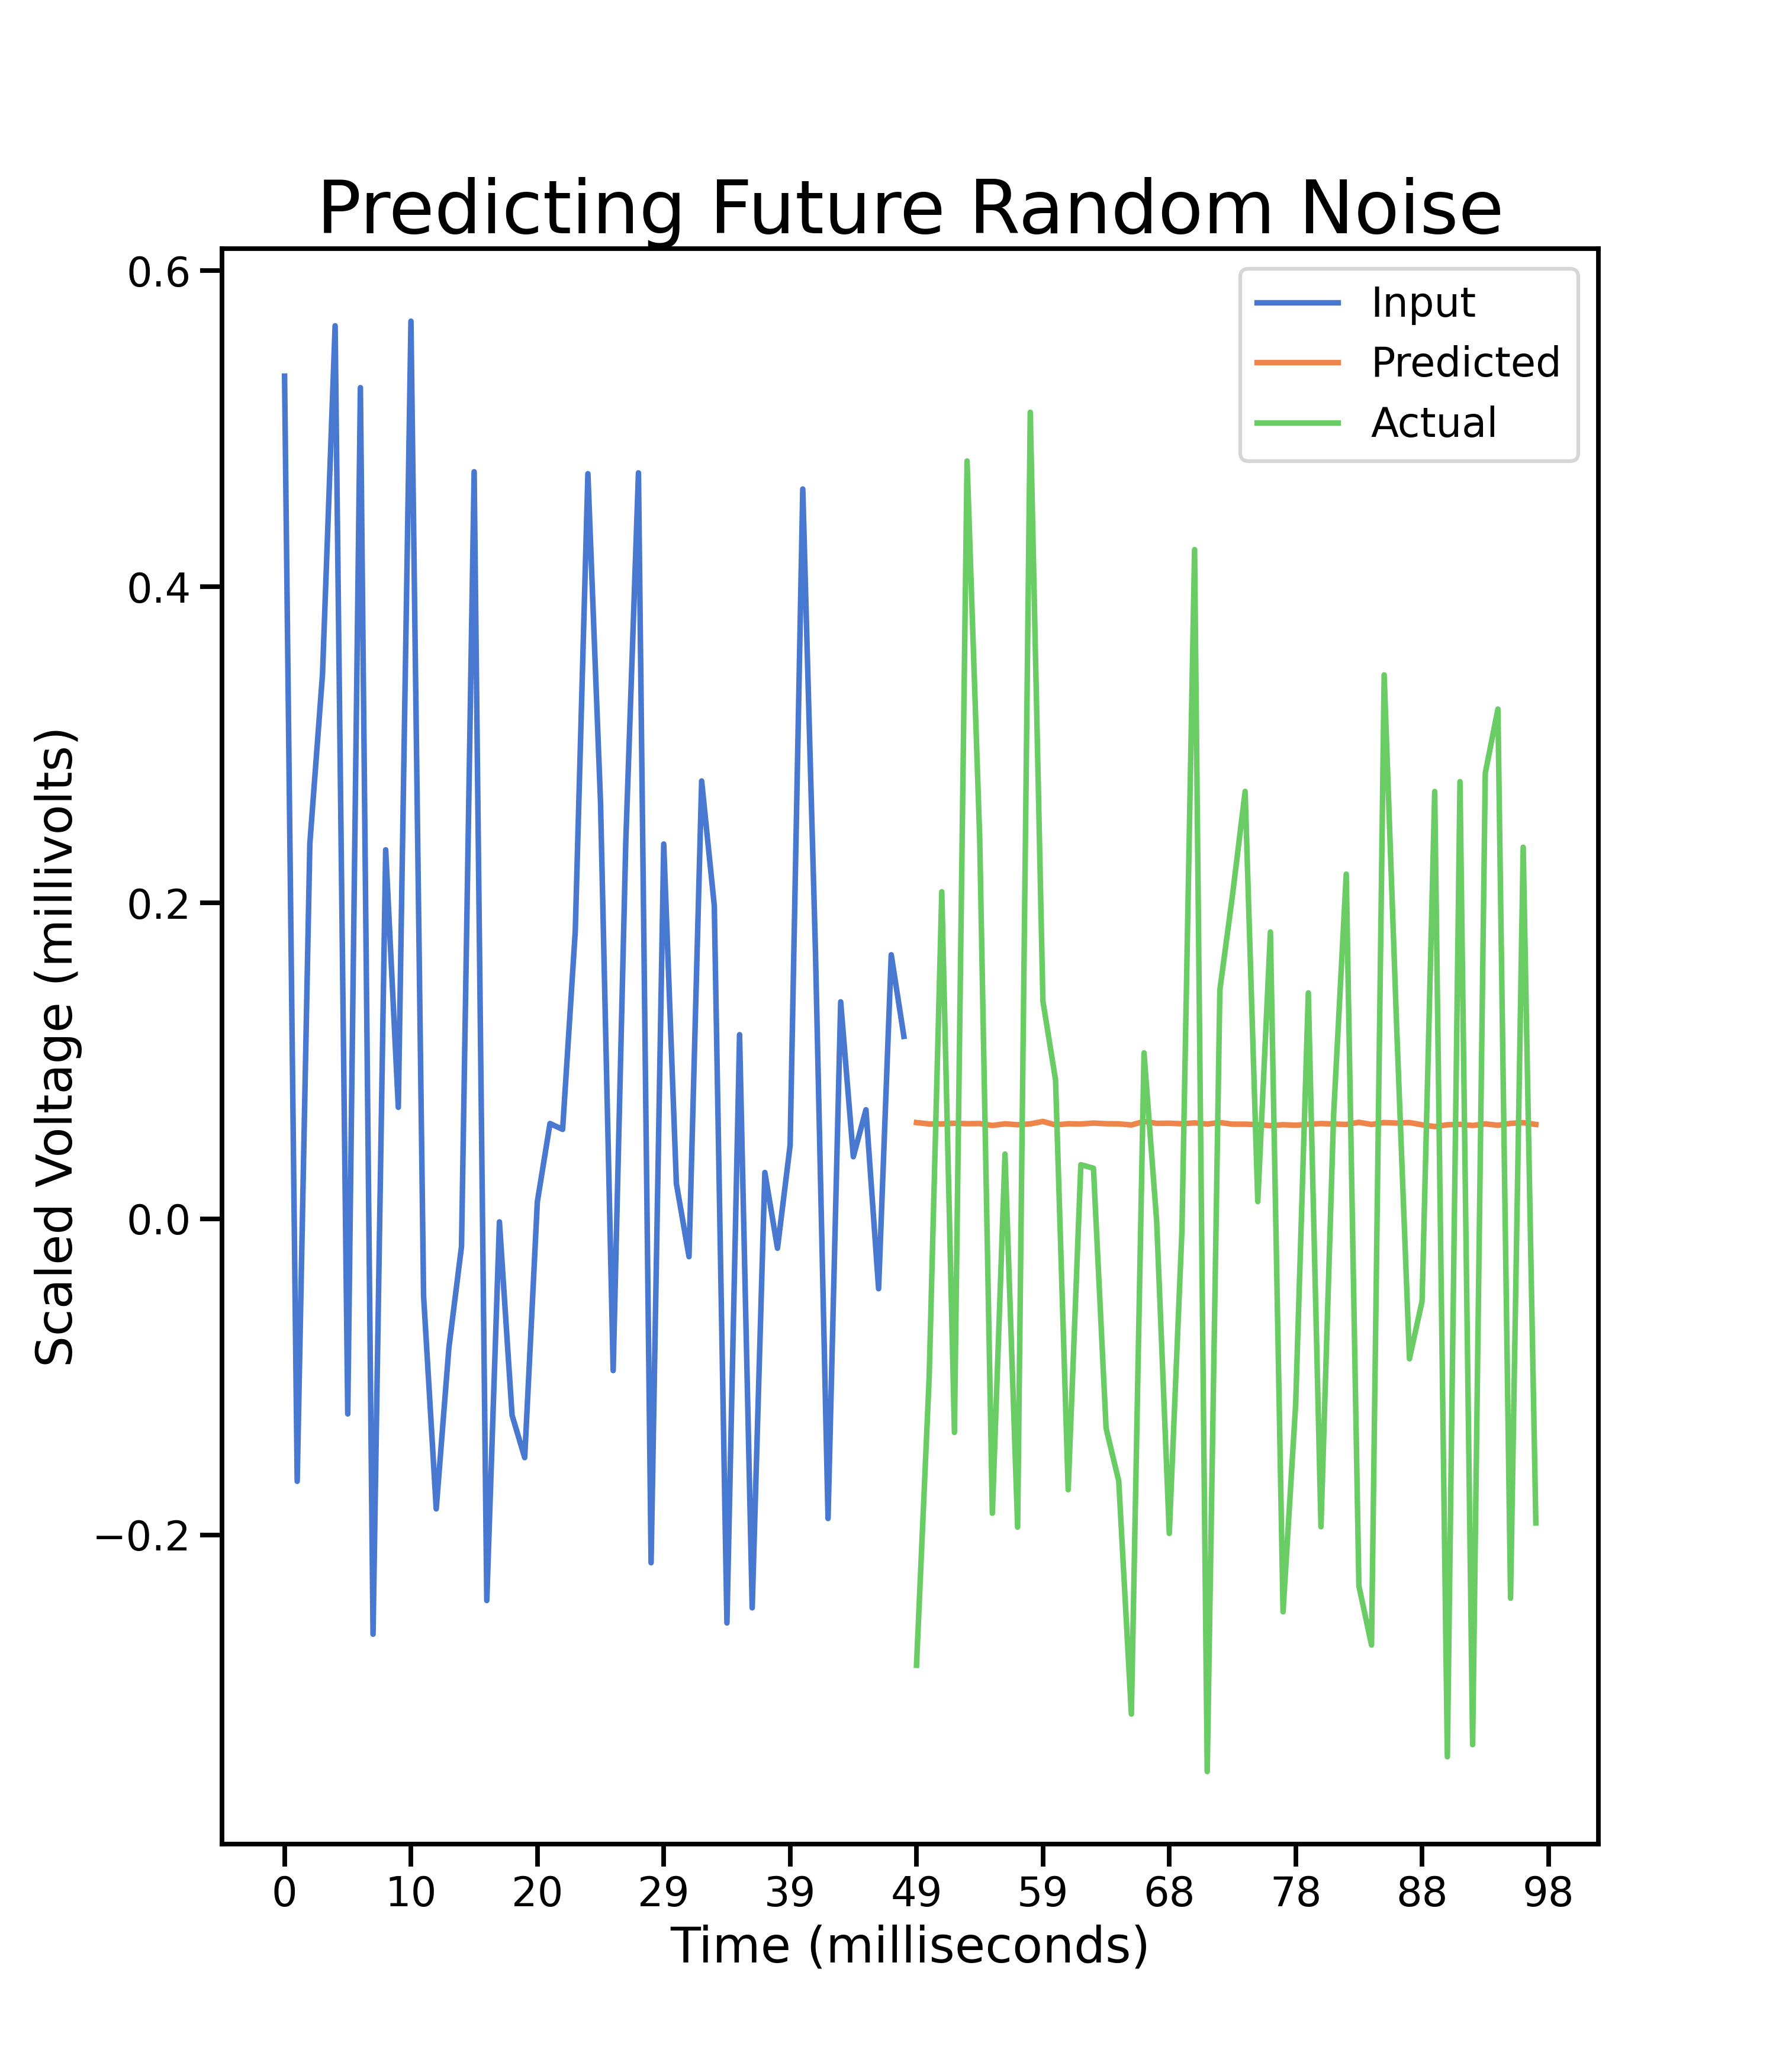 Predicting Future Random Noise
Input
Predicted
Actual
0.6
0.4
0.2
0.0
−0.2
Scaled Voltage (millivolts)
0 10 20 29 39 49 59 68 78 88 98
Time (milliseconds)